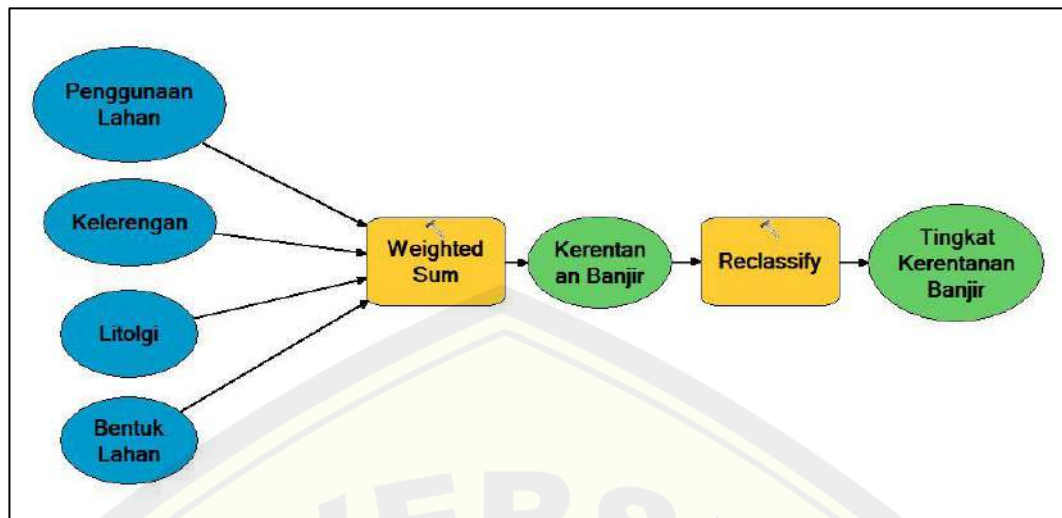 Penggunaan
Lahan
Kelerengan
Litolgi
Bentuk
Lahan
Weighted
Sum
Kerentan
an Banjir
Reclassify
Tingkat
Kerentanan
Banjir